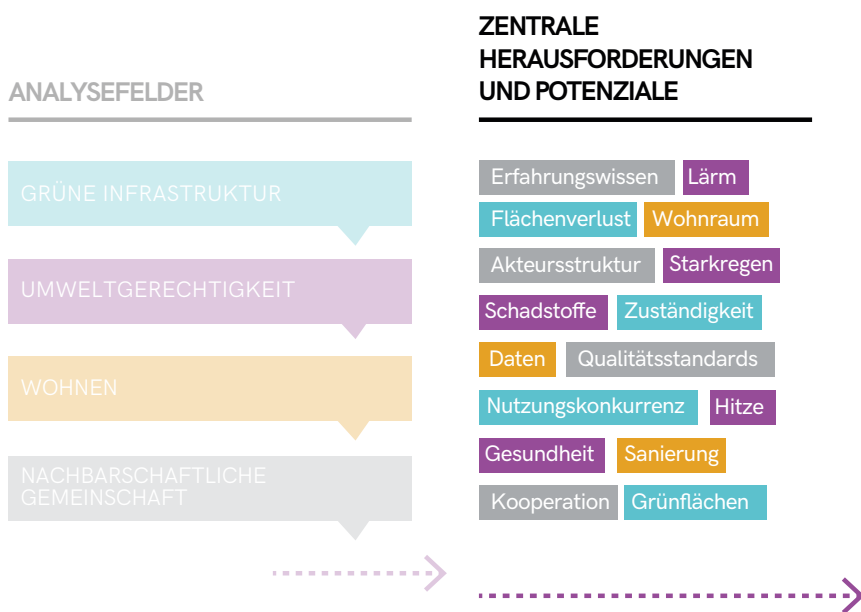 ANALYSEFELDER
GRÜNE INFRASTRUKTUR
UMWELTGERECHTIGKEIT
WOHNEN
NACHBARSCHAFTLICHE
GEMEINSCHAFT
ZENTRALE
HERAUSFORDERUNGEN
UND POTENZIALE
Erfahrungswissen Lärm
Flächenverlust Wohnraum
Akteursstruktur Starkregen
Schadstoffe Zuständigkeit
Daten Qualitätsstandards
Nutzungskonkurrenz Hitze
Gesundheit Sanierung
Kooperation Grünflächen